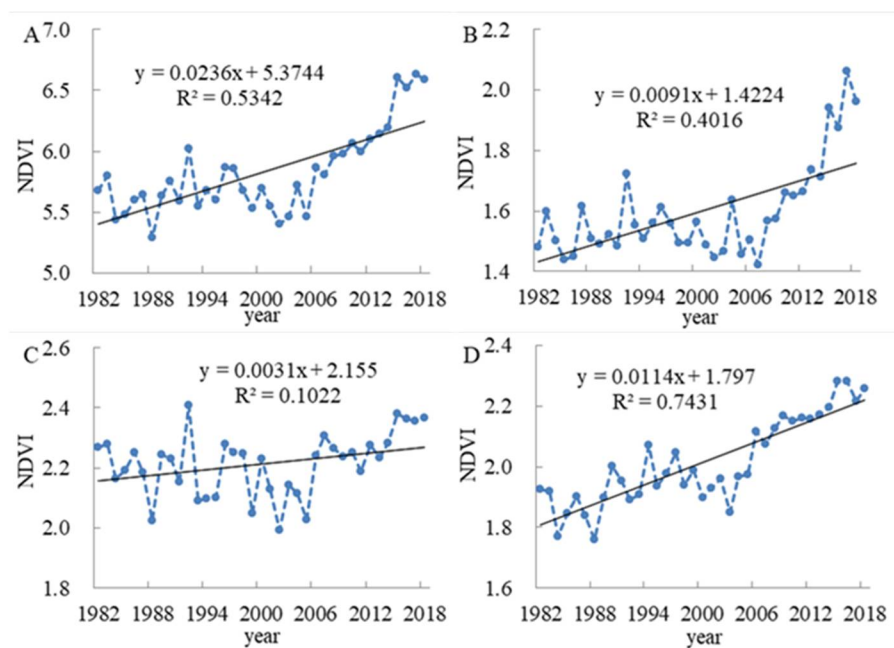 A
7.0
6.5
6.0
5.5
5.0
NDVI
y = 0.0236x + 5.3744
R² = 0.5342
1982 1988 1994 2000 2006 2012 2018
year
B
2.2
2.0
1.8
1.6
1.4
NDVI
y = 0.0091x + 1.4224
R² = 0.4016
1982 1988 1994 2000 2006 2012 2018
year
C
2.6
2.4
2.2
2.0
1.8
NDVI
y = 0.0031x + 2.155
R² = 0.1022
1982 1988 1994 2000 2006 2012 2018
year
D
2.4
2.2
2.0
1.8
1.6
NDVI
y = 0.0114x + 1.797
R² = 0.7431
1982 1988 1994 2000 2006 2012 2018
year